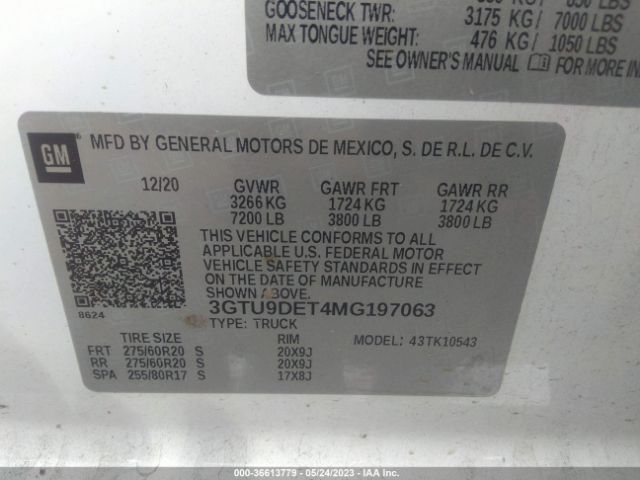 KG/ 850 LBS
GOOSENECK TWR: 3175 KG/ 7000 LBS
MAX TONGUE WEIGHT: 476 KG/ 1050 LBS
SEE OWNER'S MANUAL FOR MORE IN
GM ® MFD BY GENERAL MOTORS DE MEXICO, S. DE R.L. DE C.V.
12/20 GVWR GAWR FRT GAWR RR
3266 KG 1724 KG 1724 KG
7200 LB 3800 LB 3800 LB
THIS VEHICLE CONFORMS TO ALL
APPLICABLE U.S. FEDERAL MOTOR
VEHICLE SAFETY STANDARDS IN EFFECT
ON THE DATE OF MANUFACTURE
SHOWN ABOVE.
8624 3GTU9DET4MG197063
TYPE: TRUCK
TIRE SIZE RIM MODEL: 43TK10543
FRT 275/60R20 S 20X9J
RR 275/60R20 S 20X9J
SPA 255/80R17 S 17X8J
000-36613779 — 05/24/2023 — IAA, Inc.